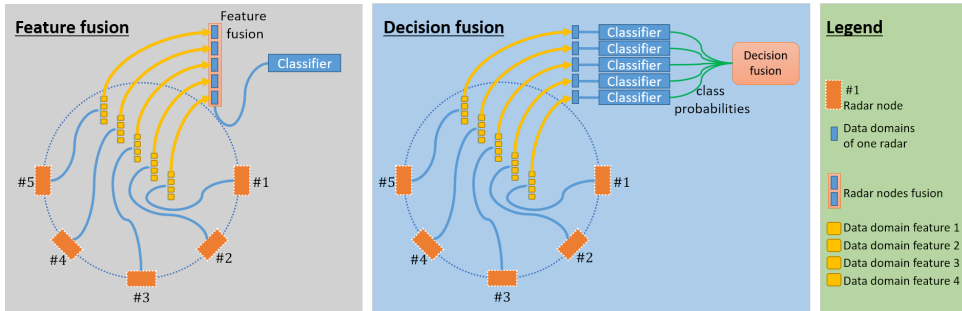 Feature fusion
Feature
fusion
Classifier
#5
#1
#4
#2
#3
Decision fusion
Classifier
Classifier
Classifier
Classifier
Classifier
Decision
fusion
class
probabilities
#5
#1
#4
#2
#3
Legend
#1
Radar node
Data domains
of one radar
Radar nodes fusion
Data domain feature 1
Data domain feature 2
Data domain feature 3
Data domain feature 4